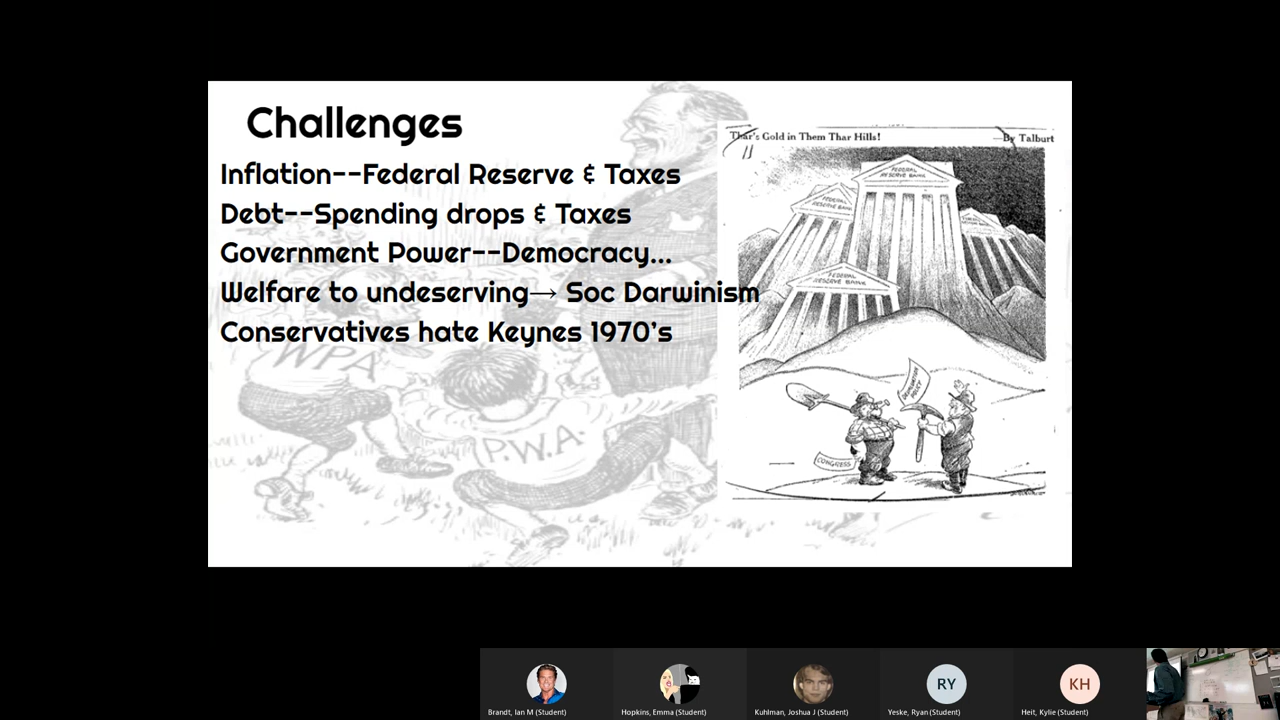 Challenges
Inflation--Federal Reserve & Taxes
Debt--Spending drops & Taxes
Government Power--Democracy...
Welfare to undeserving→ Soc Darwinism
Conservatives hate Keynes 1970's
Thar's Gold in Them Thar Hills!
—By Talburt
FEDERAL
RESERVE BANK
FEDERAL
RESERVE BANK
FEDERAL
RESERVE BANK
CONGRESS
WPA
P.W.A.
Brandt, Ian M (Student)
Hopkins, Emma (Student)
Kuhlman, Joshua J (Student)
RY
Yeske, Ryan (Student)
KH
Heit, Kylie (Student)